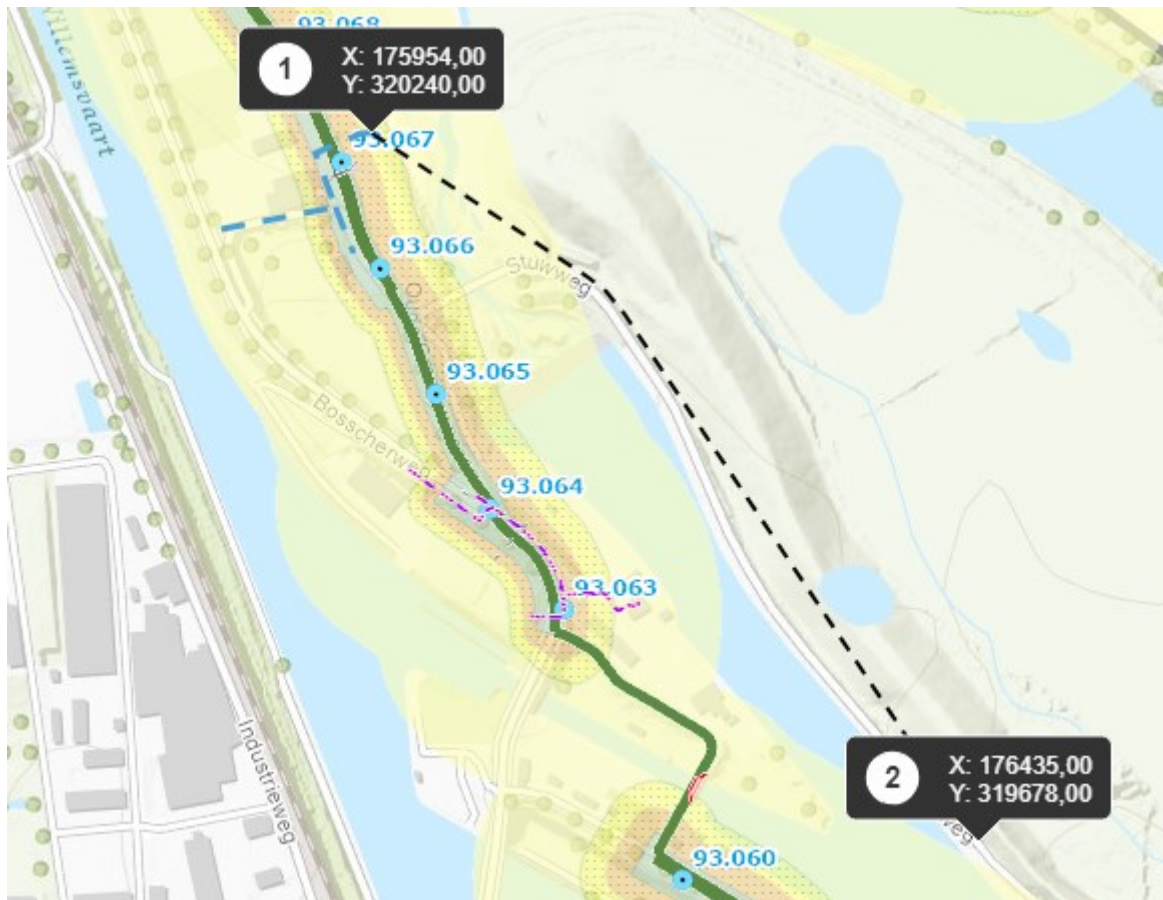 93.068
Willemsvaart
1
X: 175954,00
Y: 320240,00
93.067
93.066
Stuwweg
93.065
Bosscherweg
93.064
93.063
Industrieweg
2
X: 176435,00
Y: 319678,00
93.060